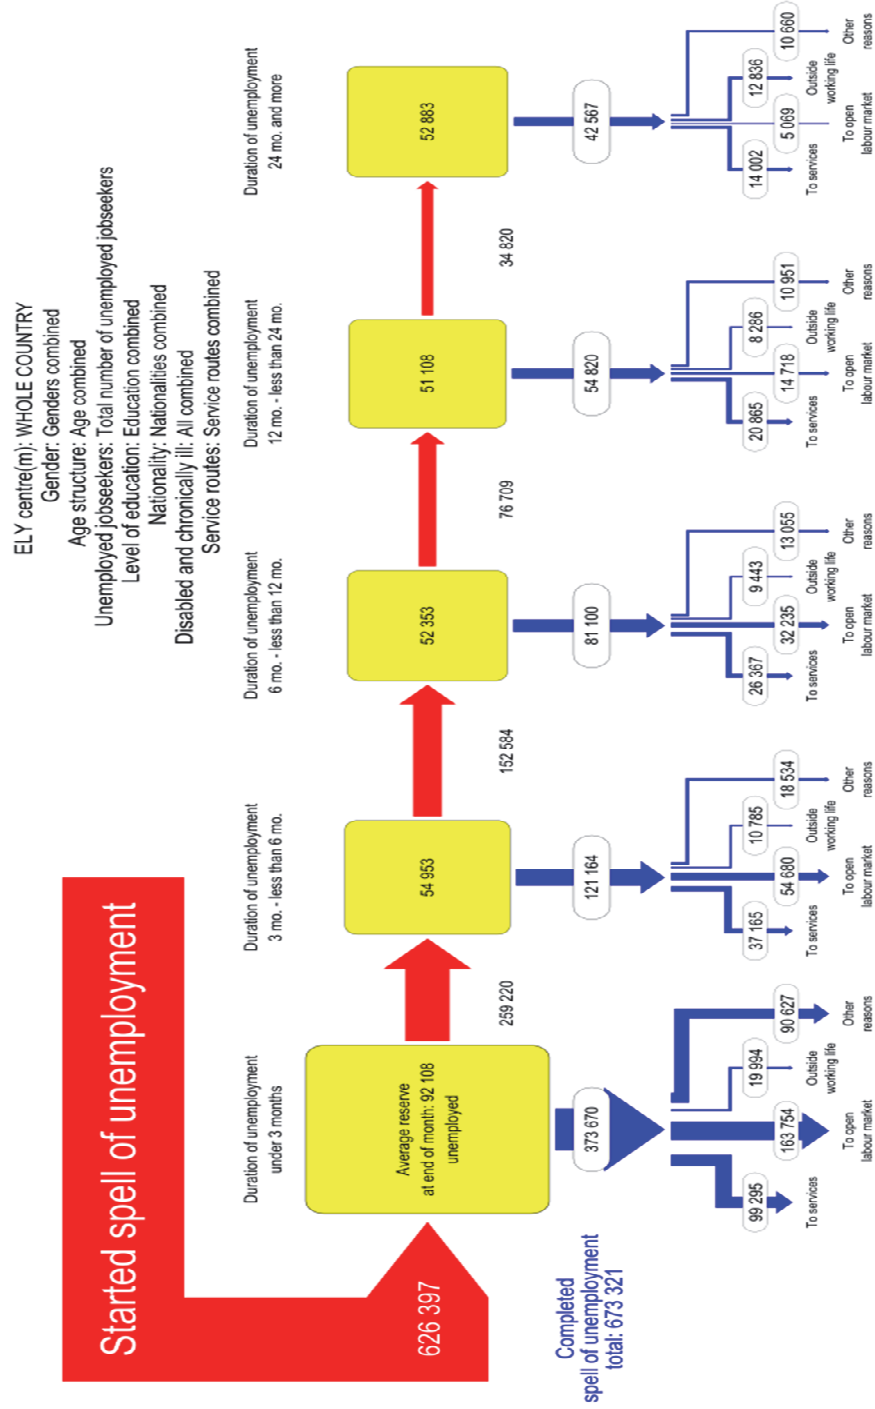 ELY centre(m): WHOLE COUNTRY
Gender: Genders combined
Age structure: Age combined
Unemployed jobseekers: Total number of unemployed jobseekers
Level of education: Education combined
Nationality: Nationalities combined
Disabled and chronically ill: All combined
Service routes: Service routes combined
Started spell of unemployment
626 397
Duration of unemployment
under 3 months
Average reserve
at end of month: 92 108
unemployed
259 220
Duration of unemployment
3 mo. - less than 6 mo.
54 953
152 584
Duration of unemployment
6 mo. - less than 12 mo.
52 353
76 709
Duration of unemployment
12 mo. - less than 24 mo.
51 108
34 820
Duration of unemployment
24 mo. and more
52 883
Completed
spell of unemployment
total: 673 321
373 670
99 295
To services
163 754
To open
labour market
19 994
Outside
working life
90 627
Other
reasons
121 164
37 165
To services
54 680
To open
labour market
10 785
Outside
working life
18 534
Other
reasons
81 100
26 367
To services
32 235
To open
labour market
9 443
Outside
working life
13 055
Other
reasons
54 820
20 865
To services
14 718
To open
labour market
8 286
Outside
working life
10 951
Other
reasons
42 567
14 002
To services
5 069
To open
labour market
12 836
Outside
working life
10 660
Other
reasons